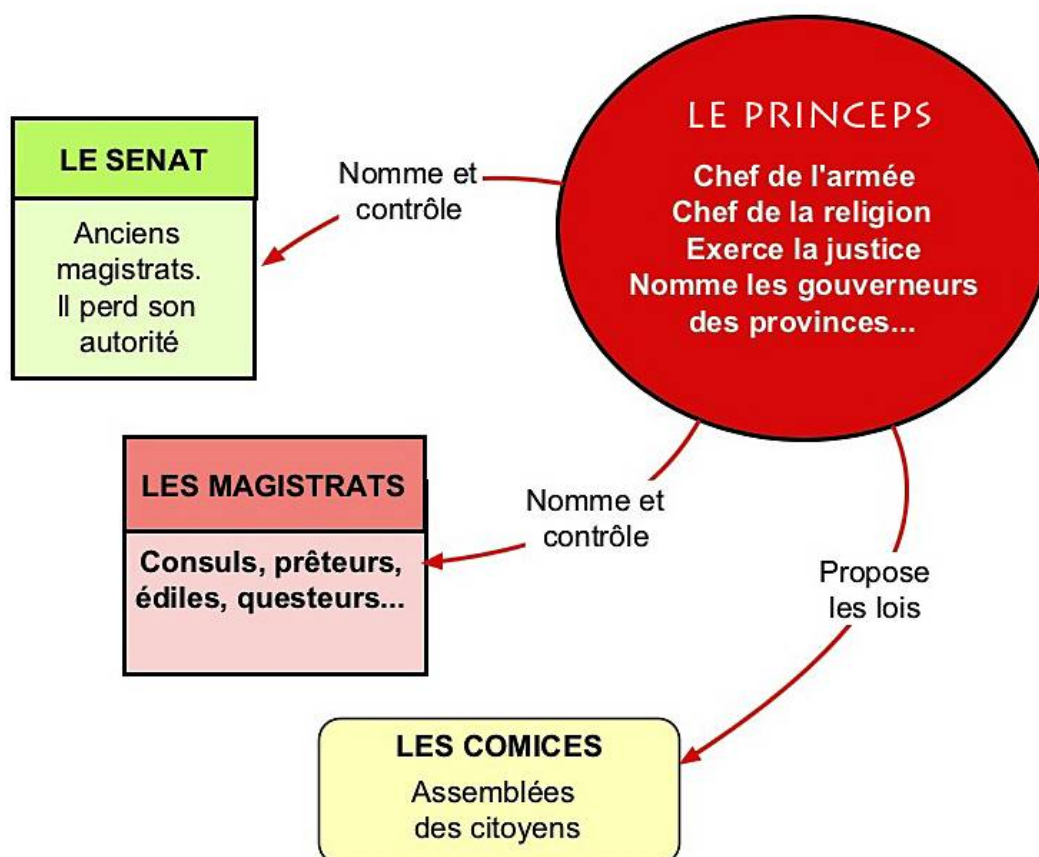 LE PRINCEPS
Chef de l'armée
Chef de la religion
Exerce la justice
Nomme les gouverneurs
des provinces...
Nomme et
contrôle
LE SENAT
Anciens
magistrats.
Il perd son
autorité
Nomme et
contrôle
LES MAGISTRATS
Consuls, prêteurs,
édiles, questeurs...
Propose
les lois
LES COMICES
Assemblées
des citoyens